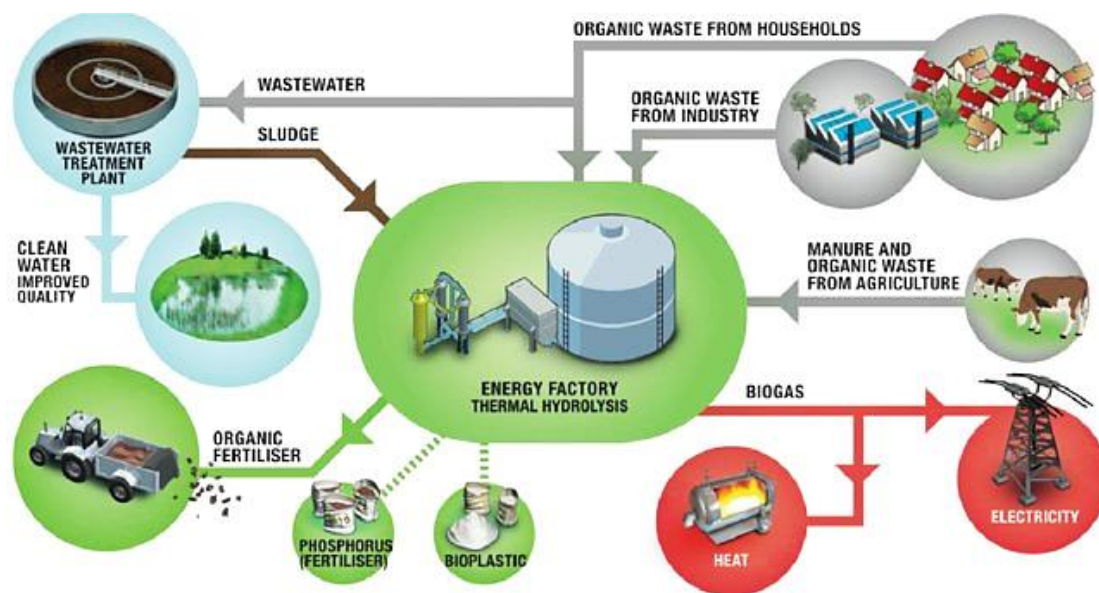 ORGANIC WASTE FROM HOUSEHOLDS
WASTEWATER
ORGANIC WASTE
FROM INDUSTRY
SLUDGE
WASTEWATER
TREATMENT
PLANT
CLEAN
WATER
IMPROVED
QUALITY
MANURE AND
ORGANIC WASTE
FROM AGRICULTURE
ENERGY FACTORY
THERMAL HYDROLYSIS
BIOGAS
ORGANIC
FERTILISER
PHOSPHORUS
(FERTILISER)
BIOPLASTIC
HEAT
ELECTRICITY